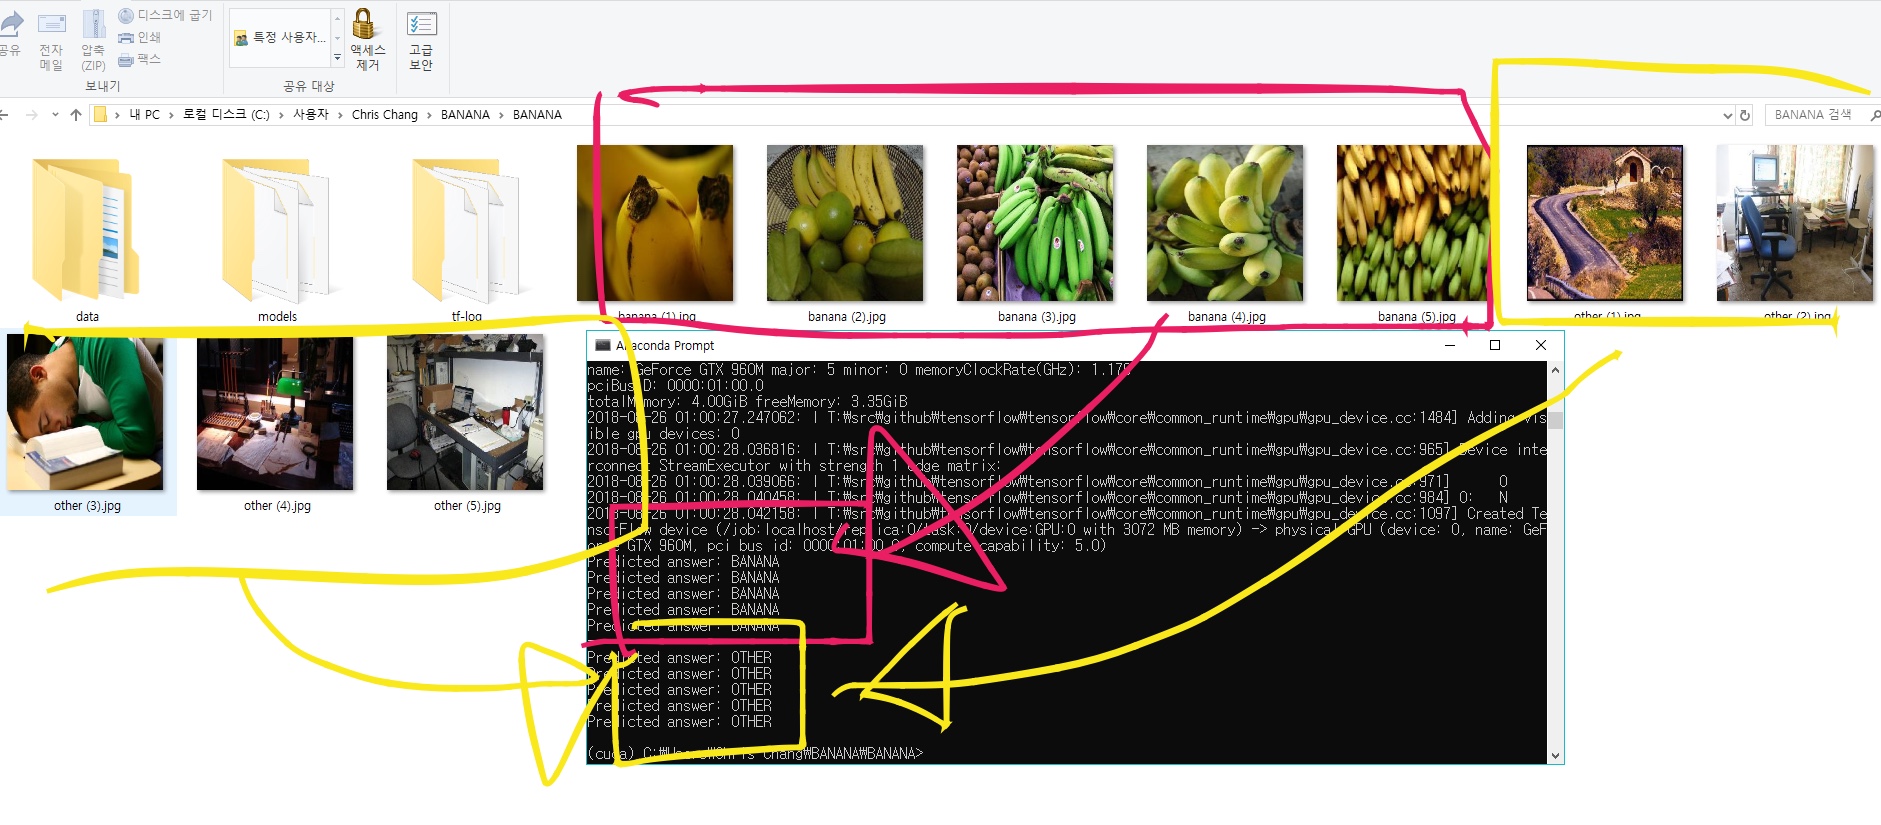 디스크에 굽기
공유
전자
메일
압축
(ZIP)
인쇄
팩스
특정 사용자...
액세스
제거
고급
보안
보내기
공유 대상
내 PC > 로컬 디스크 (C:) > 사용자 > Chris Chang > BANANA > BANANA
BANANA 검색
data
models
tf-log
banana (1).jpg
banana (2).jpg
banana (3).jpg
banana (4).jpg
banana (5).jpg
other (1).jpg
other (2).jpg
other (3).jpg
other (4).jpg
other (5).jpg
Anaconda Prompt
name: GeForce GTX 960M major: 5 minor: 0 memoryClockRate(GHz): 1.176
pciBusID: 0000:01:00.0
totalMemory: 4.00GiB freeMemory: 3.35GiB
2018-08-26 01:00:27.247062: I T:₩src₩github₩tensorflow₩tensorflow₩core₩common_runtime₩gpu₩gpu_device.cc:1484] Adding vis
ible gpu devices: 0
2018-08-26 01:00:28.036816: I T:₩src₩github₩tensorflow₩tensorflow₩core₩common_runtime₩gpu₩gpu_device.cc:965] Device inte
rconnect StreamExecutor with strength 1 edge matrix:
2018-08-26 01:00:28.039066: I T:₩src₩github₩tensorflow₩tensorflow₩core₩common_runtime₩gpu₩gpu_device.cc:971] 0
2018-08-26 01:00:28.040458: I T:₩src₩github₩tensorflow₩tensorflow₩core₩common_runtime₩gpu₩gpu_device.cc:984] 0: N
2018-08-26 01:00:28.042158: I T:₩src₩github₩tensorflow₩tensorflow₩core₩common_runtime₩gpu₩gpu_device.cc:1097] Created Te
nsorFlow device (/job:localhost/replica:0/task:0/device:GPU:0 with 3072 MB memory) -> physical GPU (device: 0, name: GeF
orce GTX 960M, pci bus id: 0000:01:00.0, compute capability: 5.0)
Predicted answer: BANANA
Predicted answer: BANANA
Predicted answer: BANANA
Predicted answer: BANANA
Predicted answer: BANANA
Predicted answer: OTHER
Predicted answer: OTHER
Predicted answer: OTHER
Predicted answer: OTHER
Predicted answer: OTHER
(cuda) C:₩Users₩Chris Chang₩BANANA₩BANANA>